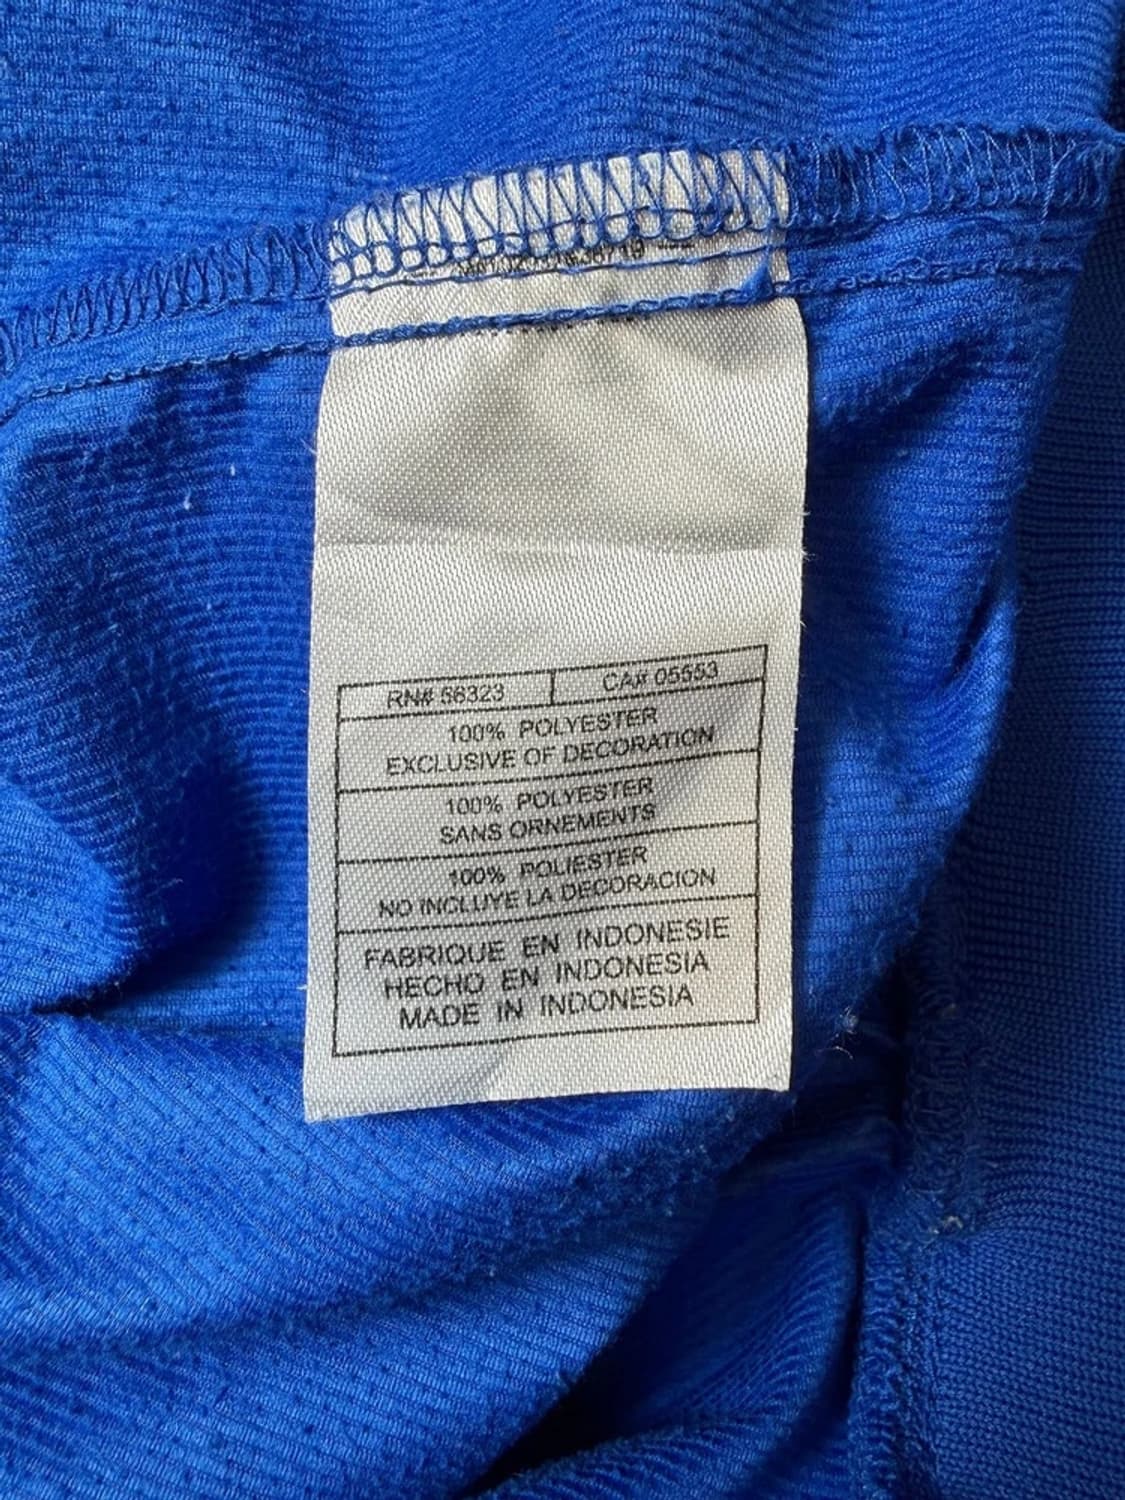 RN# 56323
CA# 05553
100% POLYESTER
EXCLUSIVE OF DECORATION
100% POLYESTER
SANS ORNEMENTS
100% POLIESTER
NO INCLUYE LA DECORACION
FABRIQUE EN INDONESIE
HECHO EN INDONESIA
MADE IN INDONESIA